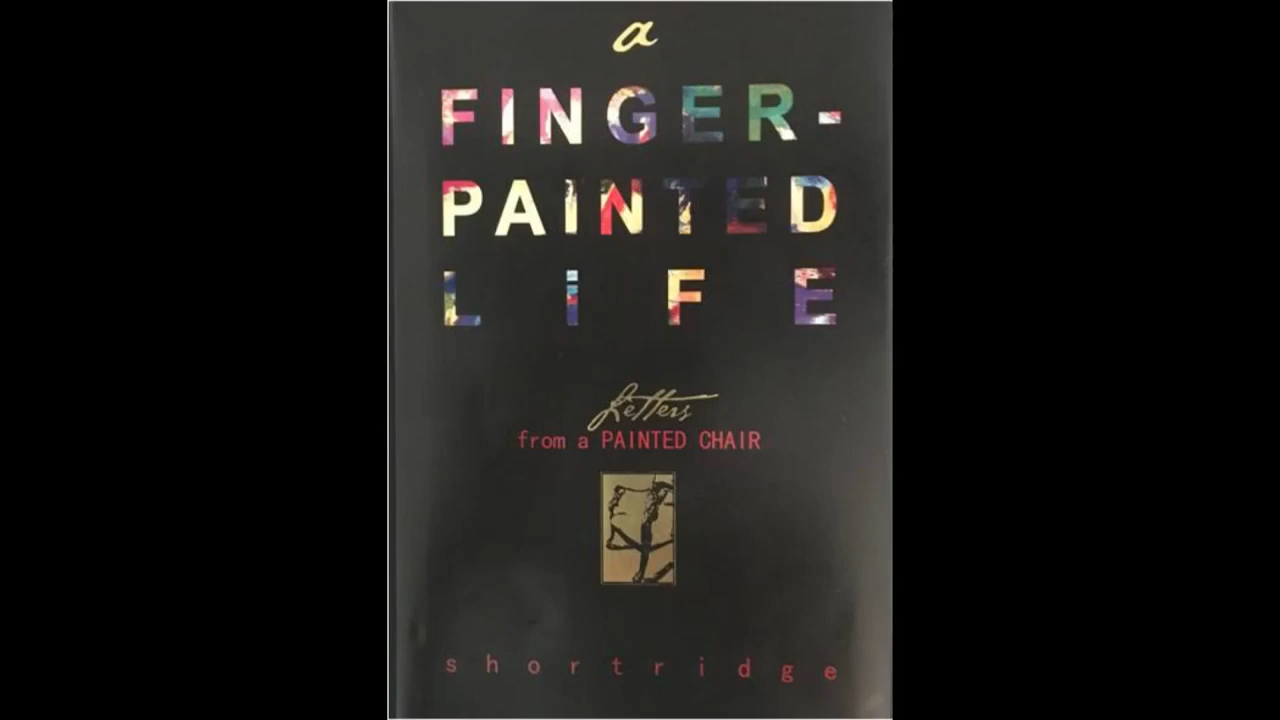 a
FINGER-
PAINTED
LiFE
Letters
from a PAINTED CHAIR
shortridge